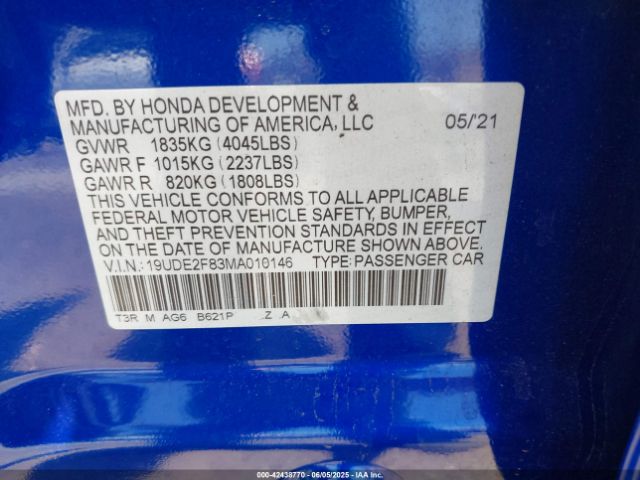 MFD. BY HONDA DEVELOPMENT &
MANUFACTURING OF AMERICA, LLC 05/'21
GVWR 1835KG (4045LBS)
GAWR F 1015KG (2237LBS)
GAWR R 820KG (1808LBS)
THIS VEHICLE CONFORMS TO ALL APPLICABLE
FEDERAL MOTOR VEHICLE SAFETY, BUMPER,
AND THEFT PREVENTION STANDARDS IN EFFECT
ON THE DATE OF MANUFACTURE SHOWN ABOVE.
V.I.N.: 19UDE2F83MA010146 TYPE: PASSENGER CAR
T3R M AG6 B621P Z A
000-42438770 - 06/05/2025 - IAAI.COM